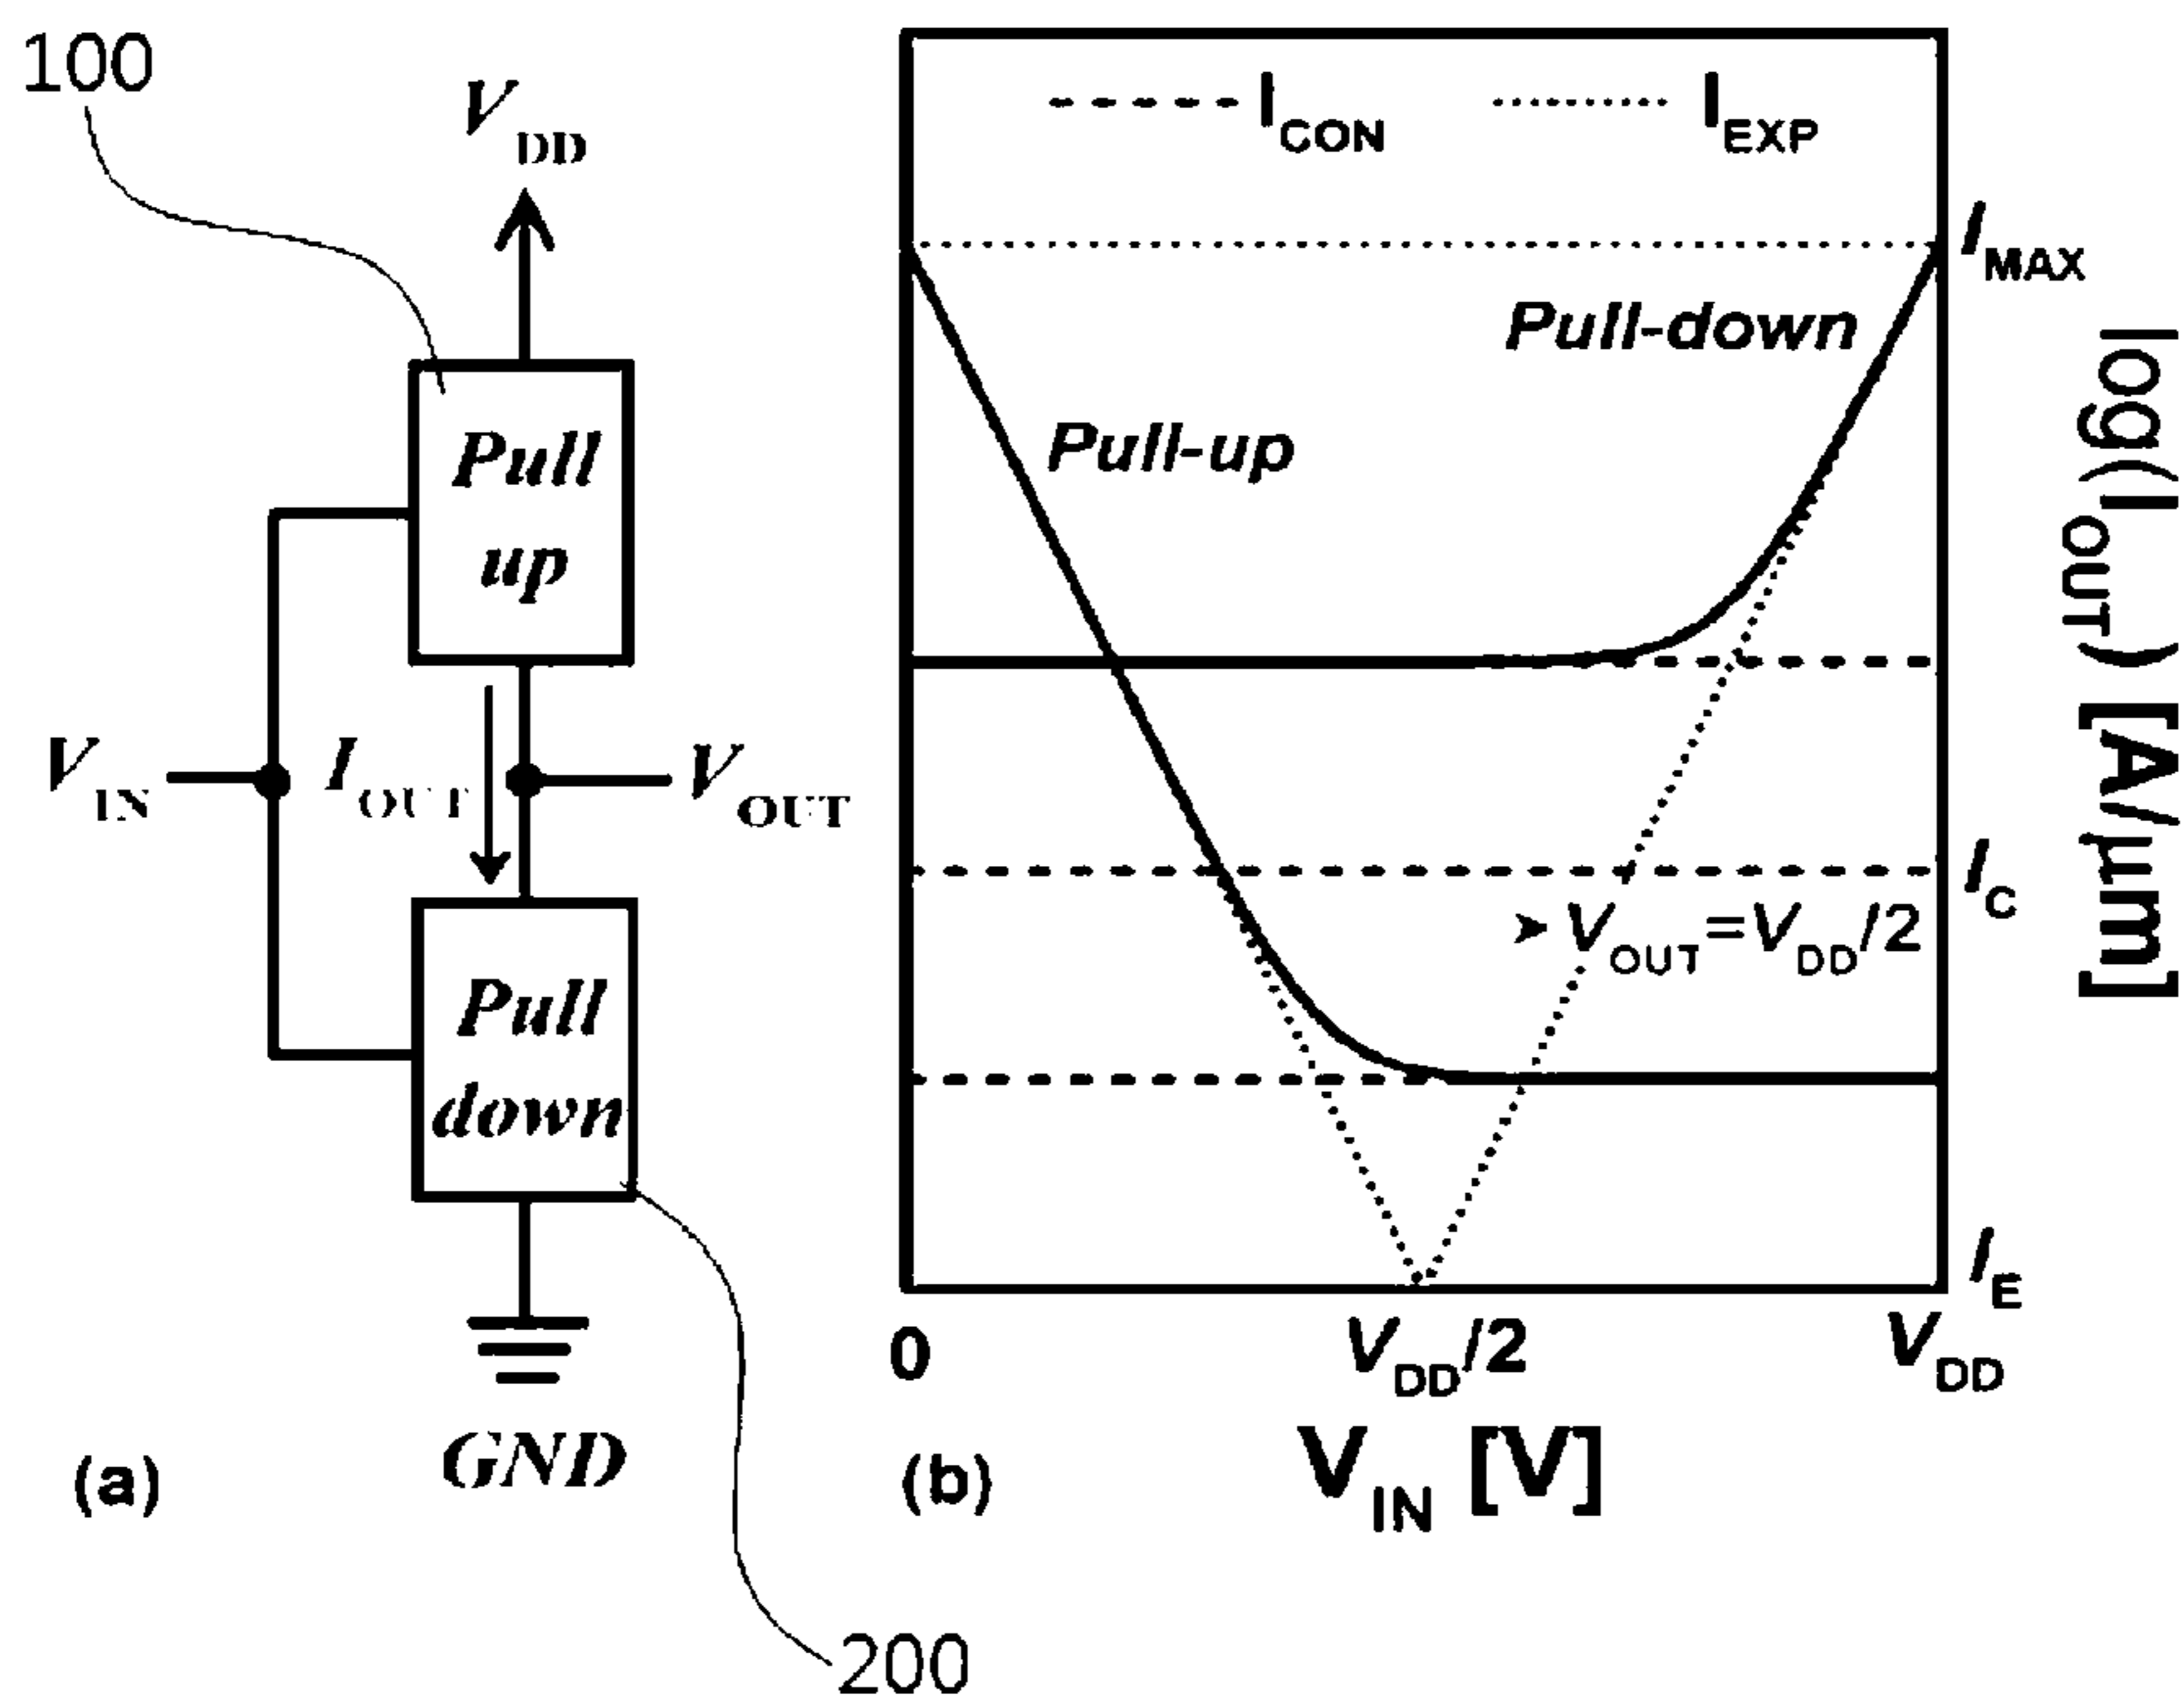 100
VDD
Pull
up
VIN
IOUT
VOUT
Pull
down
GND
(a)
200
ICON
IEXP
IMAX
Pull-down
Pull-up
log(IOUT) [A/μm]
IC
➤ VOUT=VDD/2
IE
0
VDD/2
VDD
VIN [V]
(b)